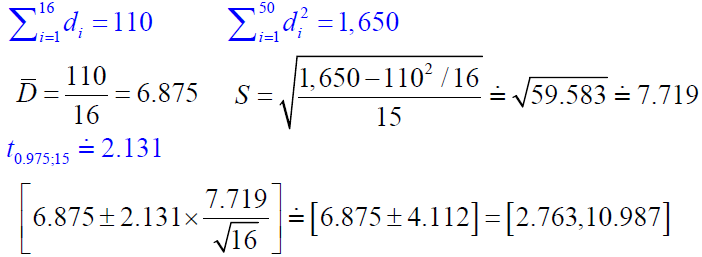 ∑_{i=1}^{16} d_i = 110   ∑_{i=1}^{50} d_i^2 = 1,650
D̅ = 110/16 = 6.875   S = √((1,650 − 110^2 / 16)/15) ≐ √59.583 ≐ 7.719
t_{0.975;15} ≐ 2.131
[6.875 ± 2.131 × 7.719/√16] ≐ [6.875 ± 4.112] = [2.763,10.987]